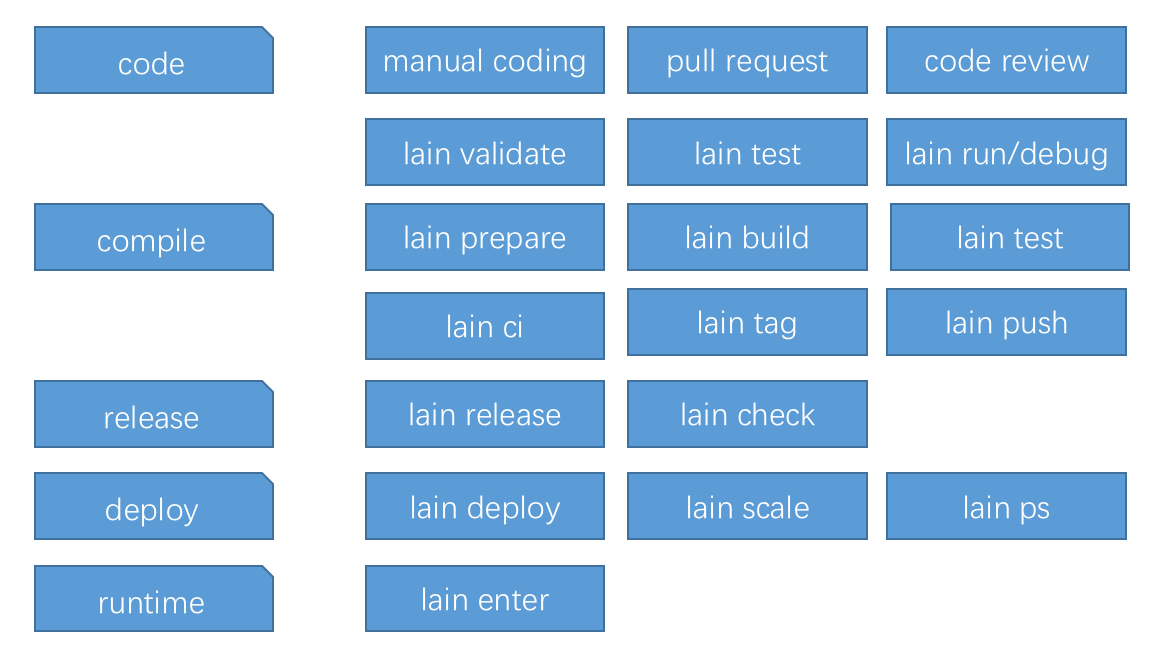 code
manual coding
pull request
code review
lain validate
lain test
lain run/debug
compile
lain prepare
lain build
lain test
lain ci
lain tag
lain push
release
lain release
lain check
deploy
lain deploy
lain scale
lain ps
runtime
lain enter